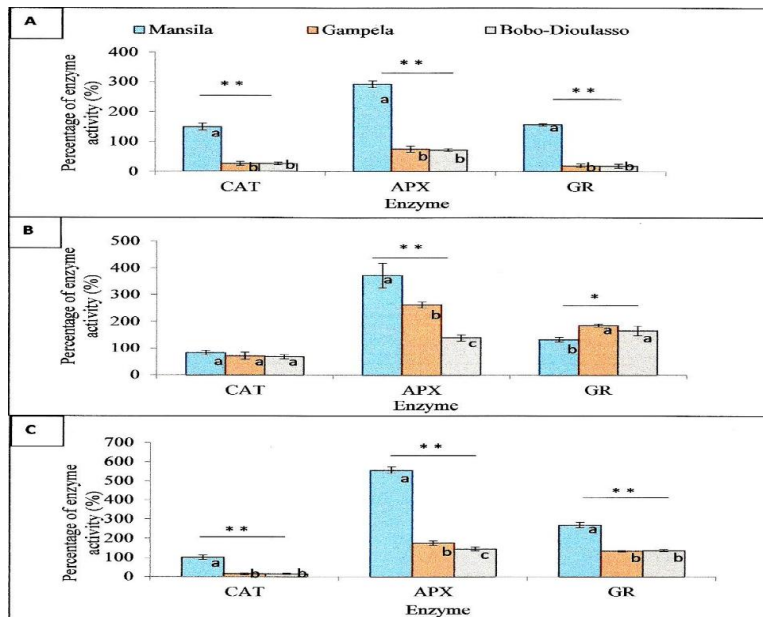 A
Mansila Gampela Bobo-Dioulasso
Percentage of enzyme
activity (%)
400
300
200
100
0
* *
* *
* *
a b b
a b b
a b b
CAT APX GR
Enzyme
B
Percentage of enzyme
activity (%)
500
400
300
200
100
0
* *
*
a a a
a b c
b a a
CAT APX GR
Enzyme
C
Percentage of enzyme
activity (%)
700
600
500
400
300
200
100
0
* *
* *
* *
a b b
a b c
a b b
CAT APX GR
Enzyme